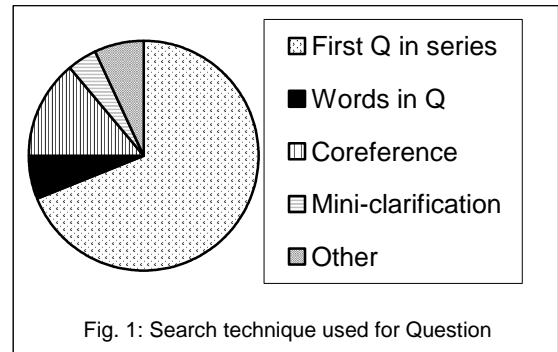 First Q in series
Words in Q
Coreference
Mini-clarification
Other
Fig. 1: Search technique used for Question